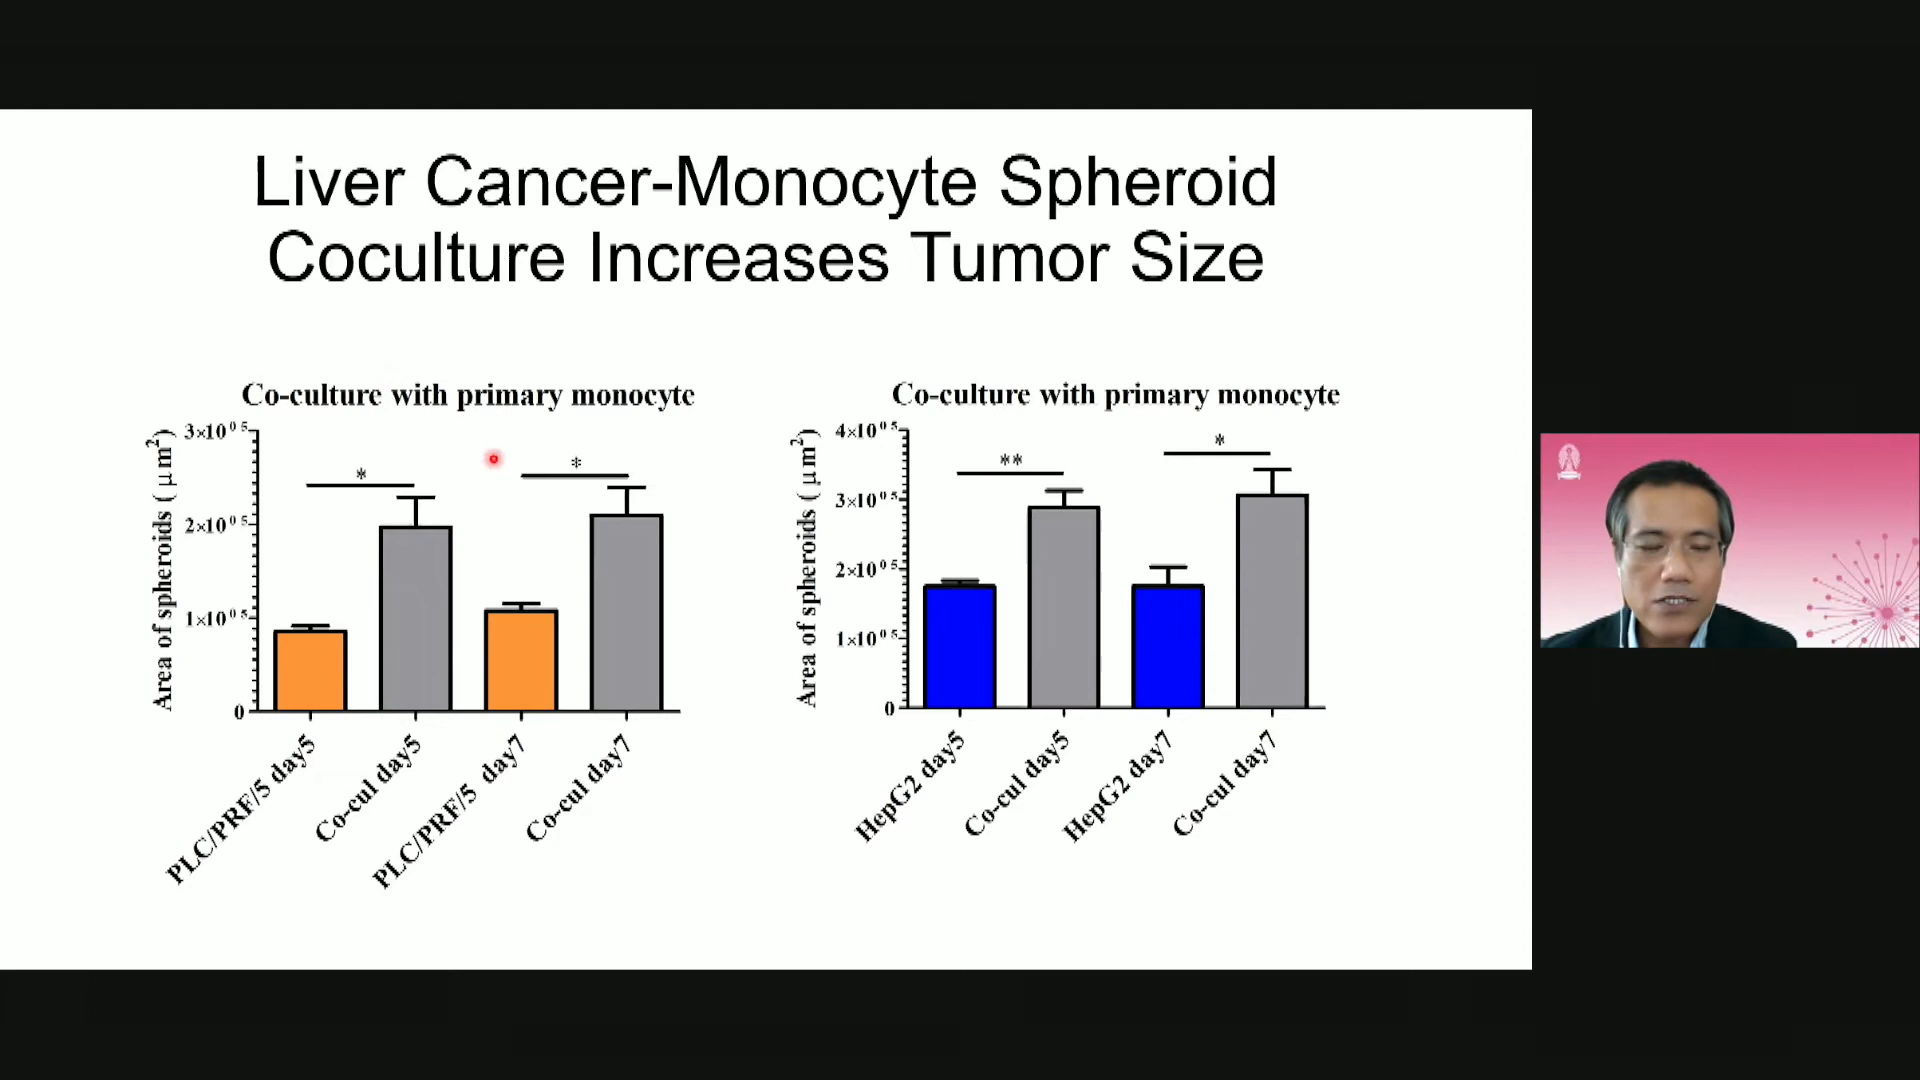 Liver Cancer-Monocyte Spheroid
Coculture Increases Tumor Size
Co-culture with primary monocyte
Area of spheroids ( μm²)
3×10⁰⁵
2×10⁰⁵
1×10⁰⁵
0
*
*
PLC/PRF/5 day5
Co-cul day5
PLC/PRF/5 day7
Co-cul day7
Co-culture with primary monocyte
Area of spheroids ( μm²)
4×10⁰⁵
3×10⁰⁵
2×10⁰⁵
1×10⁰⁵
0
**
*
HepG2 day5
Co-cul day5
HepG2 day7
Co-cul day7